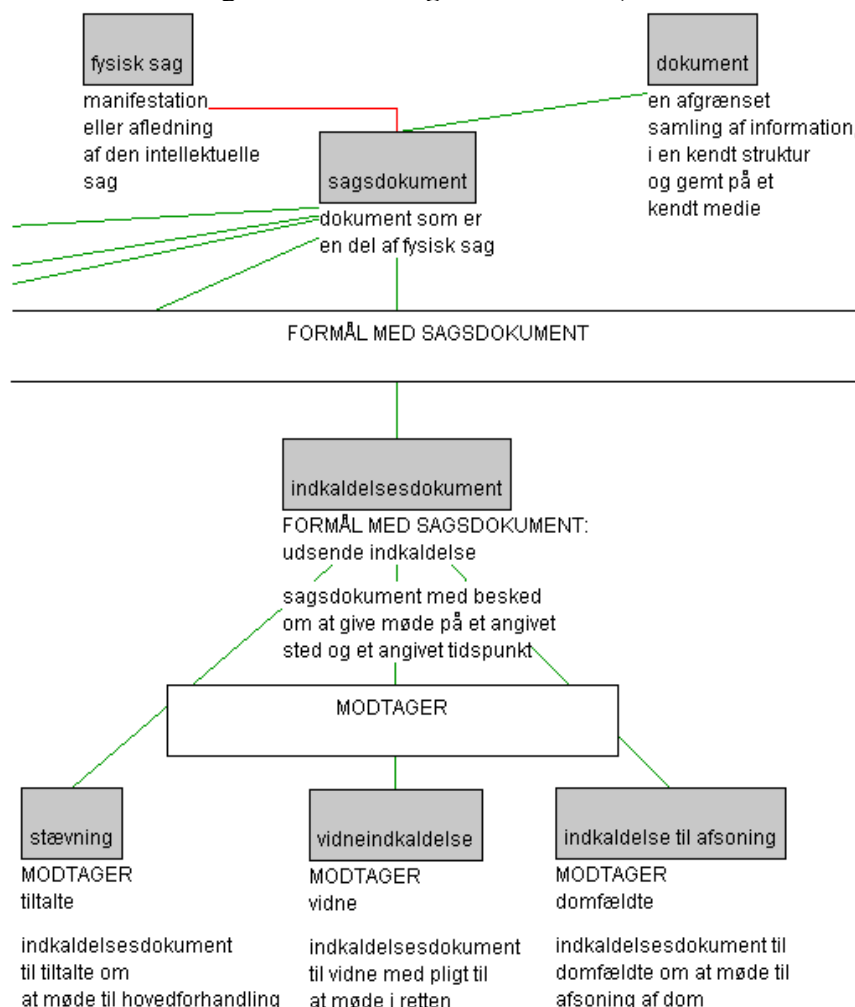 fysisk sag
manifestation
eller afledning
af den intellektuelle
sag
dokument
en afgrænset
samling af information
i en kendt struktur
og gemt på et
kendt medie
sagsdokument
dokument som er
en del af fysisk sag
FORMÅL MED SAGSDOKUMENT
indkaldelsesdokument
FORMÅL MED SAGSDOKUMENT:
udsende indkaldelse
sagsdokument med besked
om at give møde på et angivet
sted og et angivet tidspunkt
MODTAGER
stævning
MODTAGER
tiltalte
indkaldelsesdokument
til tiltalte om
at møde til hovedforhandling
vidneindkaldelse
MODTAGER
vidne
indkaldelsesdokument
til vidne med pligt til
at møde i retten
indkaldelse til afsoning
MODTAGER
domfældte
indkaldelsesdokument til
domfældte om at møde til
afsoning af dom